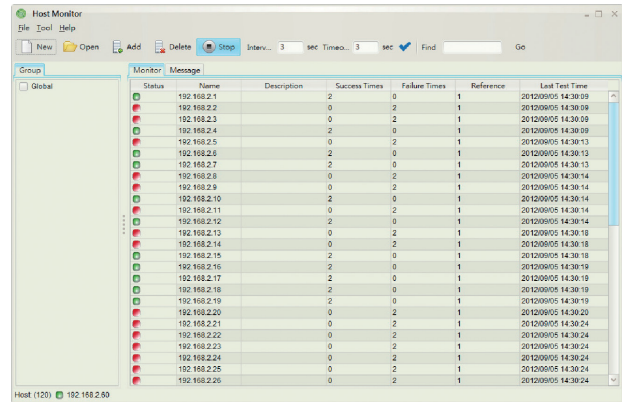 Host Monitor
File Tool Help
New Open Add Delete Stop Interv... 3 sec Timeo... 3 sec Find Go
Group Monitor Message
Global
Status Name Description Success Times Failure Times Reference Last Test Time
192.168.2.1 2 0 1 2012/09/05 14:30:09
192.168.2.2 0 2 1 2012/09/05 14:30:09
192.168.2.3 0 2 1 2012/09/05 14:30:09
192.168.2.4 2 0 1 2012/09/05 14:30:09
192.168.2.5 0 2 1 2012/09/05 14:30:13
192.168.2.6 2 0 1 2012/09/05 14:30:13
192.168.2.7 2 0 1 2012/09/05 14:30:13
192.168.2.8 0 2 1 2012/09/05 14:30:14
192.168.2.9 0 2 1 2012/09/05 14:30:14
192.168.2.10 2 0 1 2012/09/05 14:30:14
192.168.2.11 0 2 1 2012/09/05 14:30:14
192.168.2.12 2 0 1 2012/09/05 14:30:14
192.168.2.13 0 2 1 2012/09/05 14:30:18
192.168.2.14 0 2 1 2012/09/05 14:30:18
192.168.2.15 2 0 1 2012/09/05 14:30:18
192.168.2.16 2 0 1 2012/09/05 14:30:19
192.168.2.17 2 0 1 2012/09/05 14:30:19
192.168.2.18 2 0 1 2012/09/05 14:30:19
192.168.2.19 2 0 1 2012/09/05 14:30:19
192.168.2.20 0 2 1 2012/09/05 14:30:20
192.168.2.21 0 2 1 2012/09/05 14:30:24
192.168.2.22 0 2 1 2012/09/05 14:30:24
192.168.2.23 0 2 1 2012/09/05 14:30:24
192.168.2.24 0 2 1 2012/09/05 14:30:24
192.168.2.25 0 2 1 2012/09/05 14:30:24
192.168.2.26 0 2 1 2012/09/05 14:30:24
Host (120) 192.168.2.60